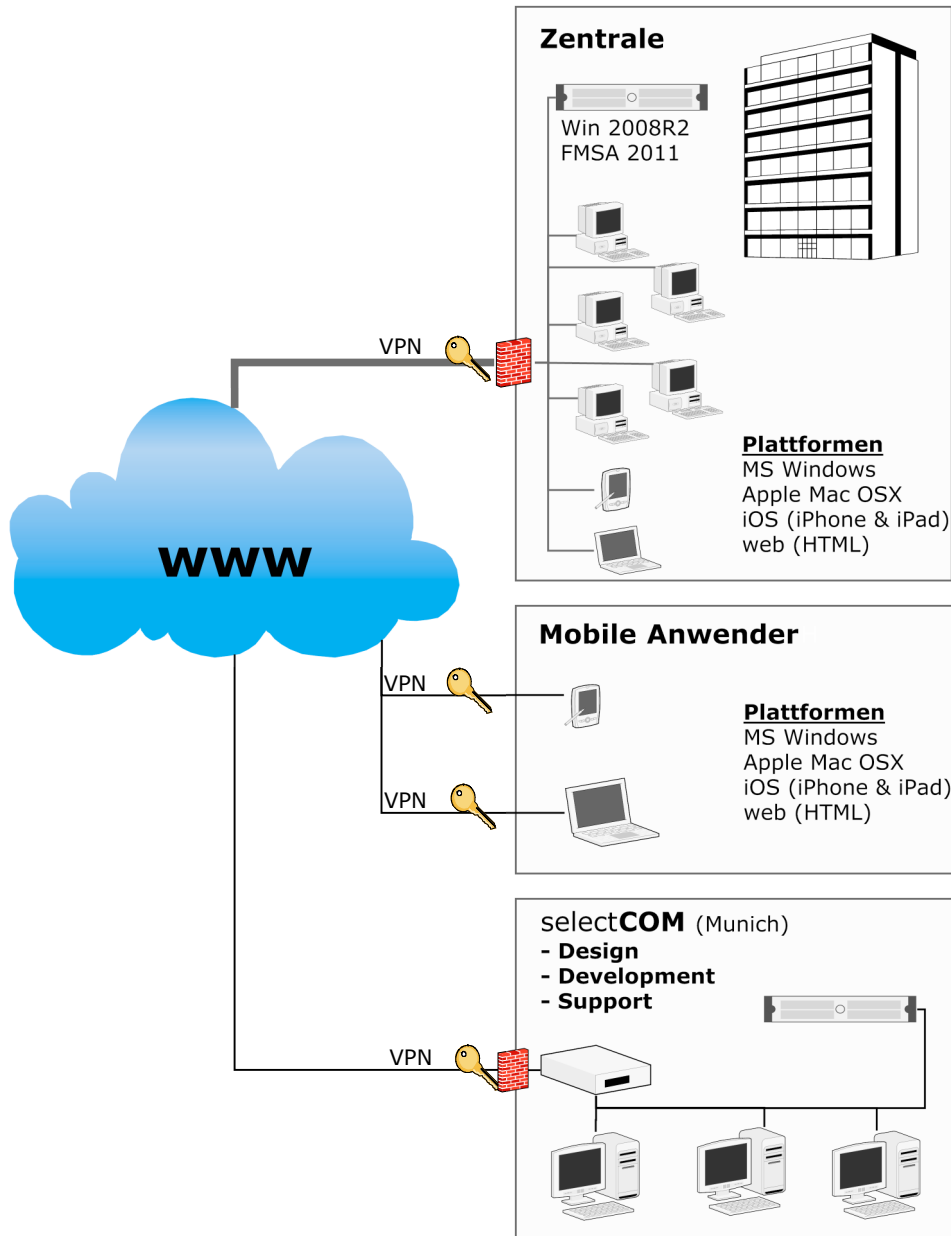 Zentrale
Win 2008R2
FMSA 2011
VPN
Plattformen
MS Windows
Apple Mac OSX
iOS (iPhone & iPad)
web (HTML)
www
Mobile Anwender
VPN
VPN
Plattformen
MS Windows
Apple Mac OSX
iOS (iPhone & iPad)
web (HTML)
selectCOM (Munich)
- Design
- Development
- Support
VPN